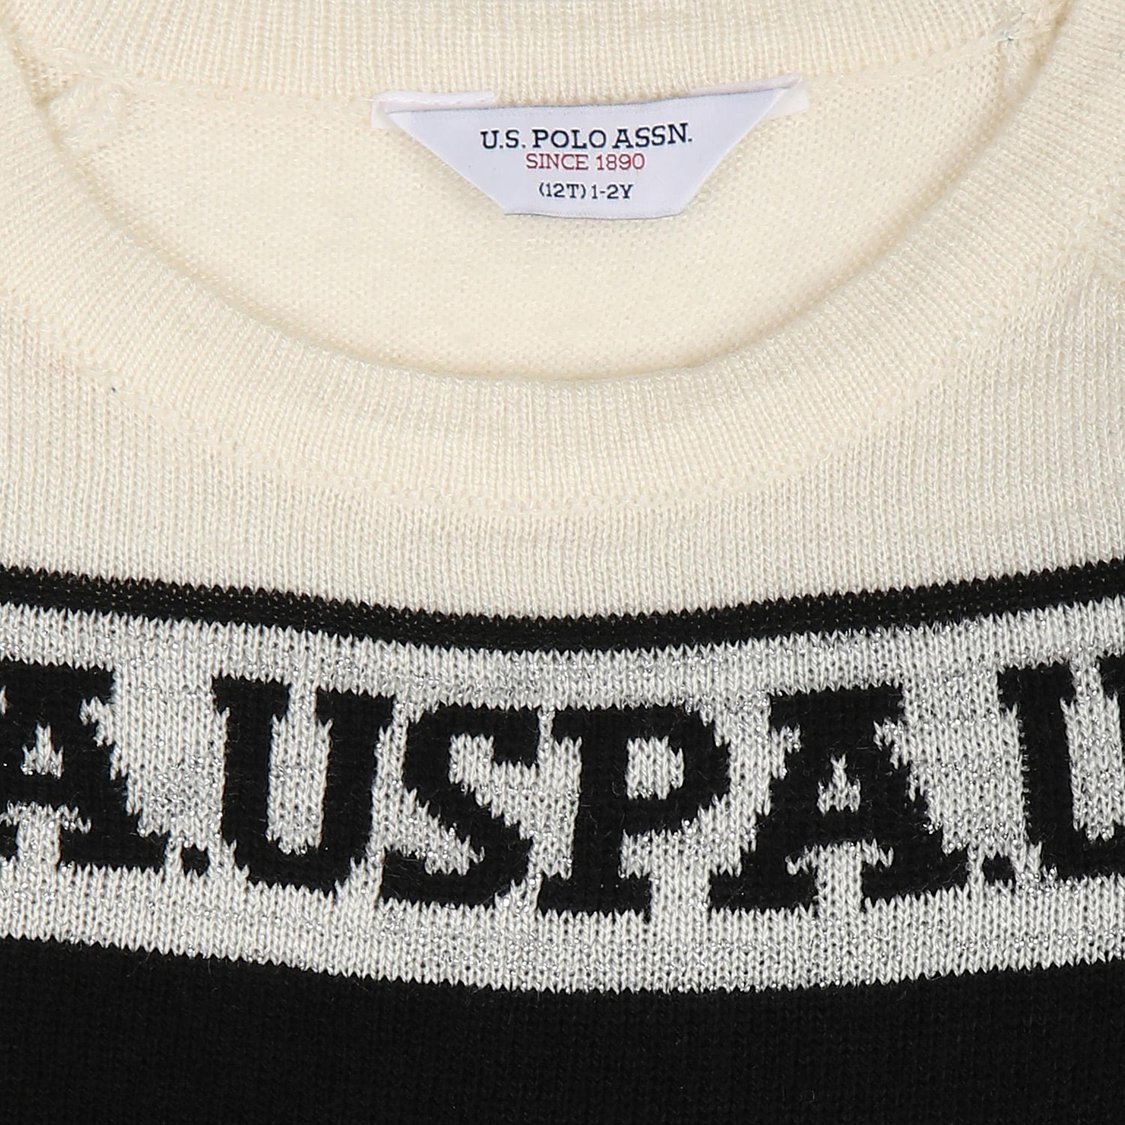 U.S. POLO ASSN.
SINCE 1890
(12T) 1-2Y
A.USPA.U